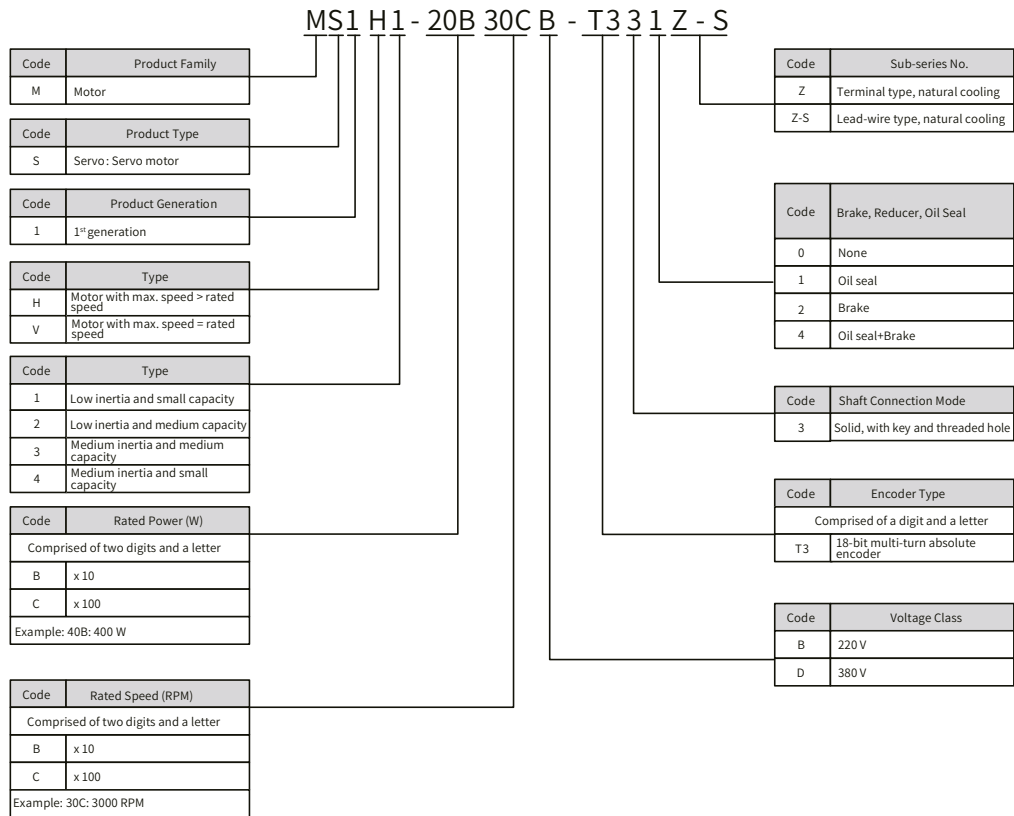 MS1H1-20B30CB-T331Z-S
Code Product Family
M Motor
Code Product Type
S Servo: Servo motor
Code Product Generation
1 1st generation
Code Type
H Motor with max. speed > rated
speed
V Motor with max. speed = rated
speed
Code Type
1 Low inertia and small capacity
2 Low inertia and medium capacity
3 Medium inertia and medium
capacity
4 Medium inertia and small
capacity
Code Rated Power (W)
Comprised of two digits and a letter
B x 10
C x 100
Example: 40B: 400 W
Code Rated Speed (RPM)
Comprised of two digits and a letter
B x 10
C x 100
Example: 30C: 3000 RPM
Code Sub-series No.
Z Terminal type, natural cooling
Z-S Lead-wire type, natural cooling
Code Brake, Reducer, Oil Seal
0 None
1 Oil seal
2 Brake
4 Oil seal+Brake
Code Shaft Connection Mode
3 Solid, with key and threaded hole
Code Encoder Type
Comprised of a digit and a letter
T3 18-bit multi-turn absolute
encoder
Code Voltage Class
B 220 V
D 380 V